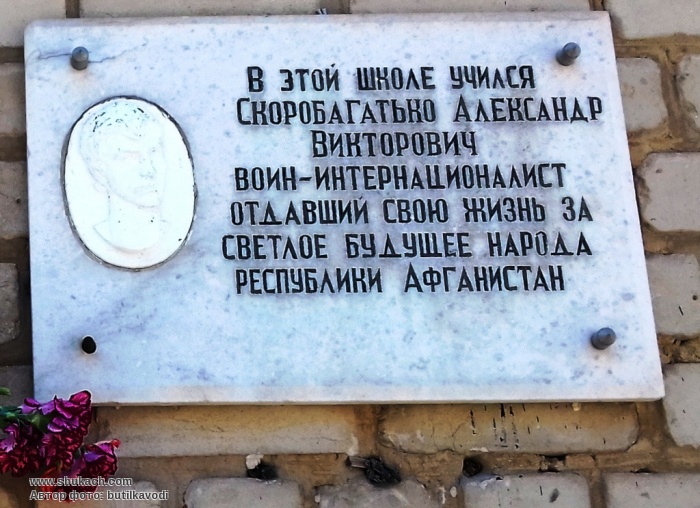 В ЭТОЙ ШКОЛЕ УЧИЛСЯ
СКОРОБАГАТЬКО АЛЕКСАНДР
ВИКТОРОВИЧ
ВОИН-ИНТЕРНАЦИОНАЛИСТ
ОТДАВШИЙ СВОЮ ЖИЗНЬ ЗА
СВЕТЛОЕ БУДУЩЕЕ НАРОДА
РЕСПУБЛИКИ АФГАНИСТАН
www.shukach.com
Автор фото: butilkavodi